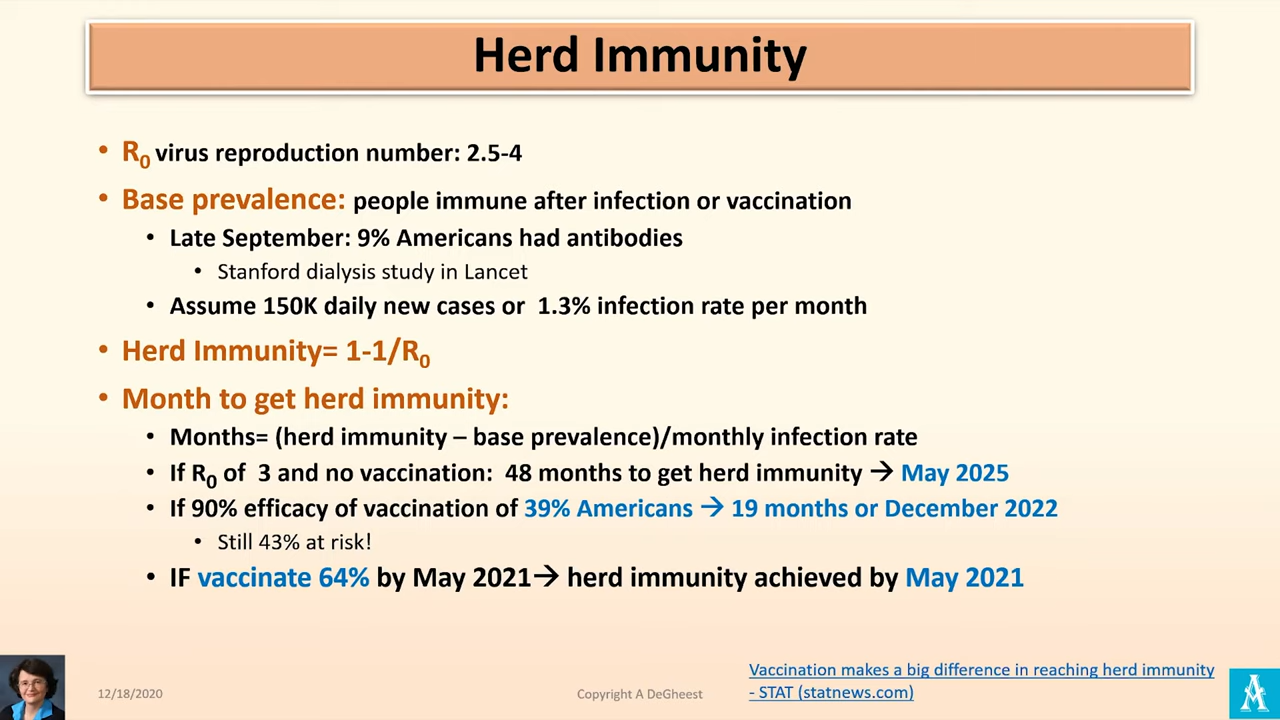 Herd Immunity
• R₀ virus reproduction number: 2.5-4
• Base prevalence: people immune after infection or vaccination
• Late September: 9% Americans had antibodies
• Stanford dialysis study in Lancet
• Assume 150K daily new cases or 1.3% infection rate per month
• Herd Immunity= 1-1/R₀
• Month to get herd immunity:
• Months= (herd immunity – base prevalence)/monthly infection rate
• If R₀ of 3 and no vaccination: 48 months to get herd immunity → May 2025
• If 90% efficacy of vaccination of 39% Americans → 19 months or December 2022
• Still 43% at risk!
• IF vaccinate 64% by May 2021→ herd immunity achieved by May 2021
Vaccination makes a big difference in reaching herd immunity
- STAT (statnews.com)
12/18/2020
Copyright A DeGheest
A